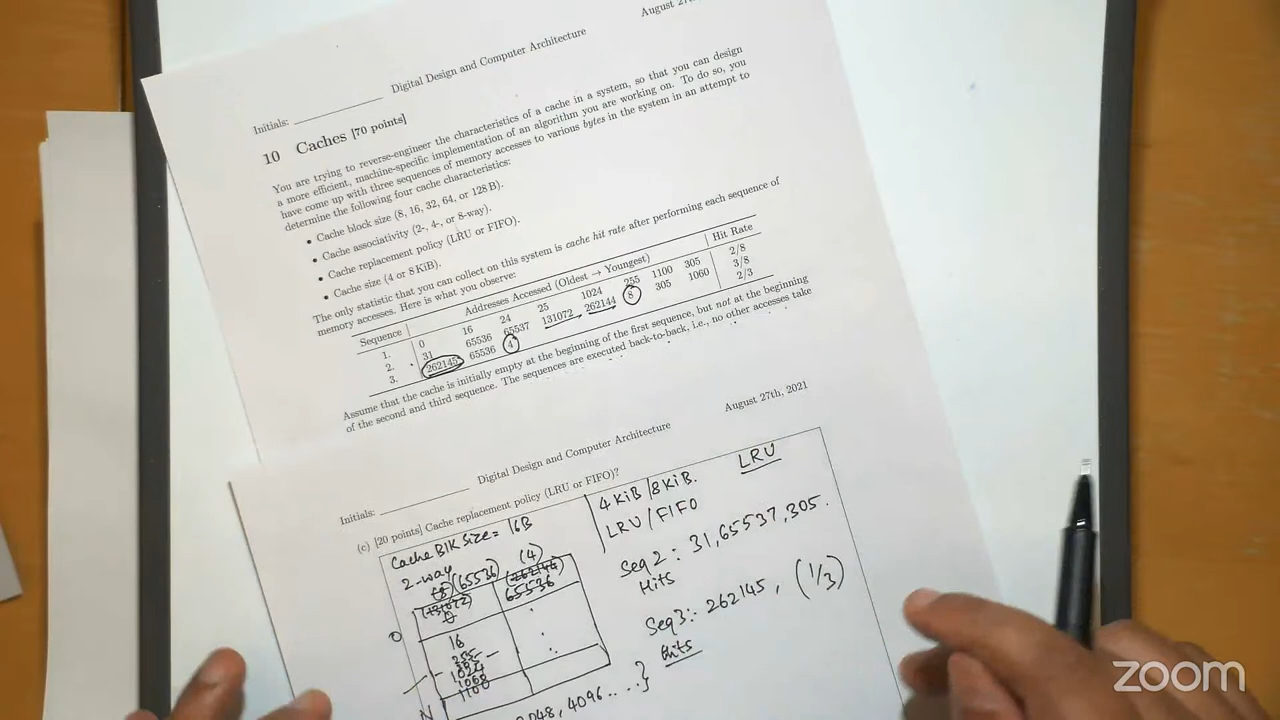 August 27th
Digital Design and Computer Architecture
Initials:
10 Caches [70 points]
You are trying to reverse-engineer the characteristics of a cache in a system, so that you can design
a more efficient, machine-specific implementation of an algorithm you are working on. To do so, you
have come up with three sequences of memory accesses to various bytes in the system in an attempt to
determine the following four cache characteristics:
• Cache block size (8, 16, 32, 64, or 128 B).
• Cache associativity (2-, 4-, or 8-way).
• Cache replacement policy (LRU or FIFO).
• Cache size (4 or 8 KiB).
The only statistic that you can collect on this system is cache hit rate after performing each sequence of
memory accesses. Here is what you observe:
Sequence Addresses Accessed (Oldest → Youngest) Hit Rate
1. 0 16 24 25 1024 255 1100 305 2/8
2. 31 65536 65537 131072 262144 8 305 1060 3/8
3. 262145 65536 4 2/3
Assume that the cache is initially empty at the beginning of the first sequence, but not at the beginning
of the second and third sequence. The sequences are executed back-to-back, i.e., no other accesses take
August 27th, 2021
Digital Design and Computer Architecture
Initials:
(c) [20 points] Cache replacement policy (LRU or FIFO)?
Cache Blk Size = 16B
2-way
(8) (65536) (4)
(131072) (262144)
0 0 65536
16
255
1024
1100
N
2048, 4096....}
4 KiB/8 KiB. LRU
LRU/FIFO
Seq 2: 31, 65537, 305.
Hits
Seq 3: 262145, (1/3)
Hits
zoom